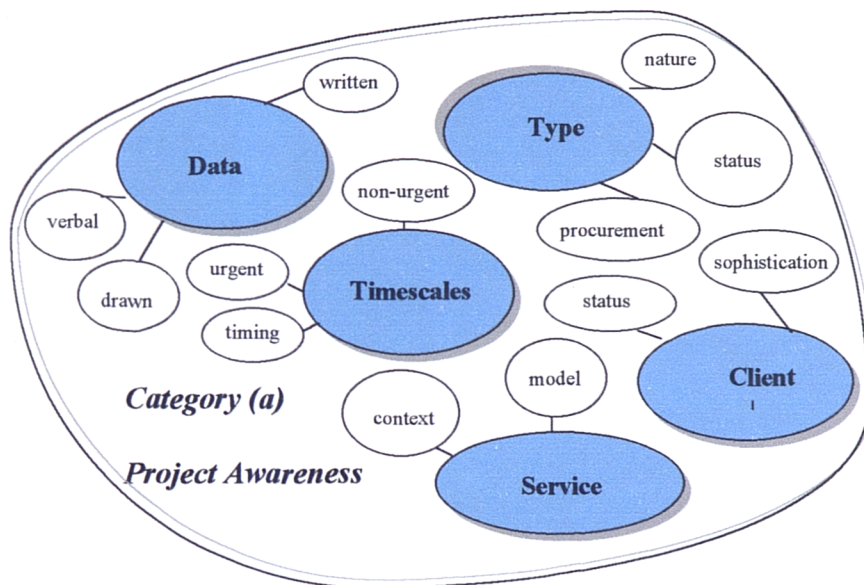 nature
written
Type
Data
status
non-urgent
verbal
procurement
urgent
sophistication
drawn
Timescales
status
timing
model
Client
Category (a)
context
Project Awareness
Service